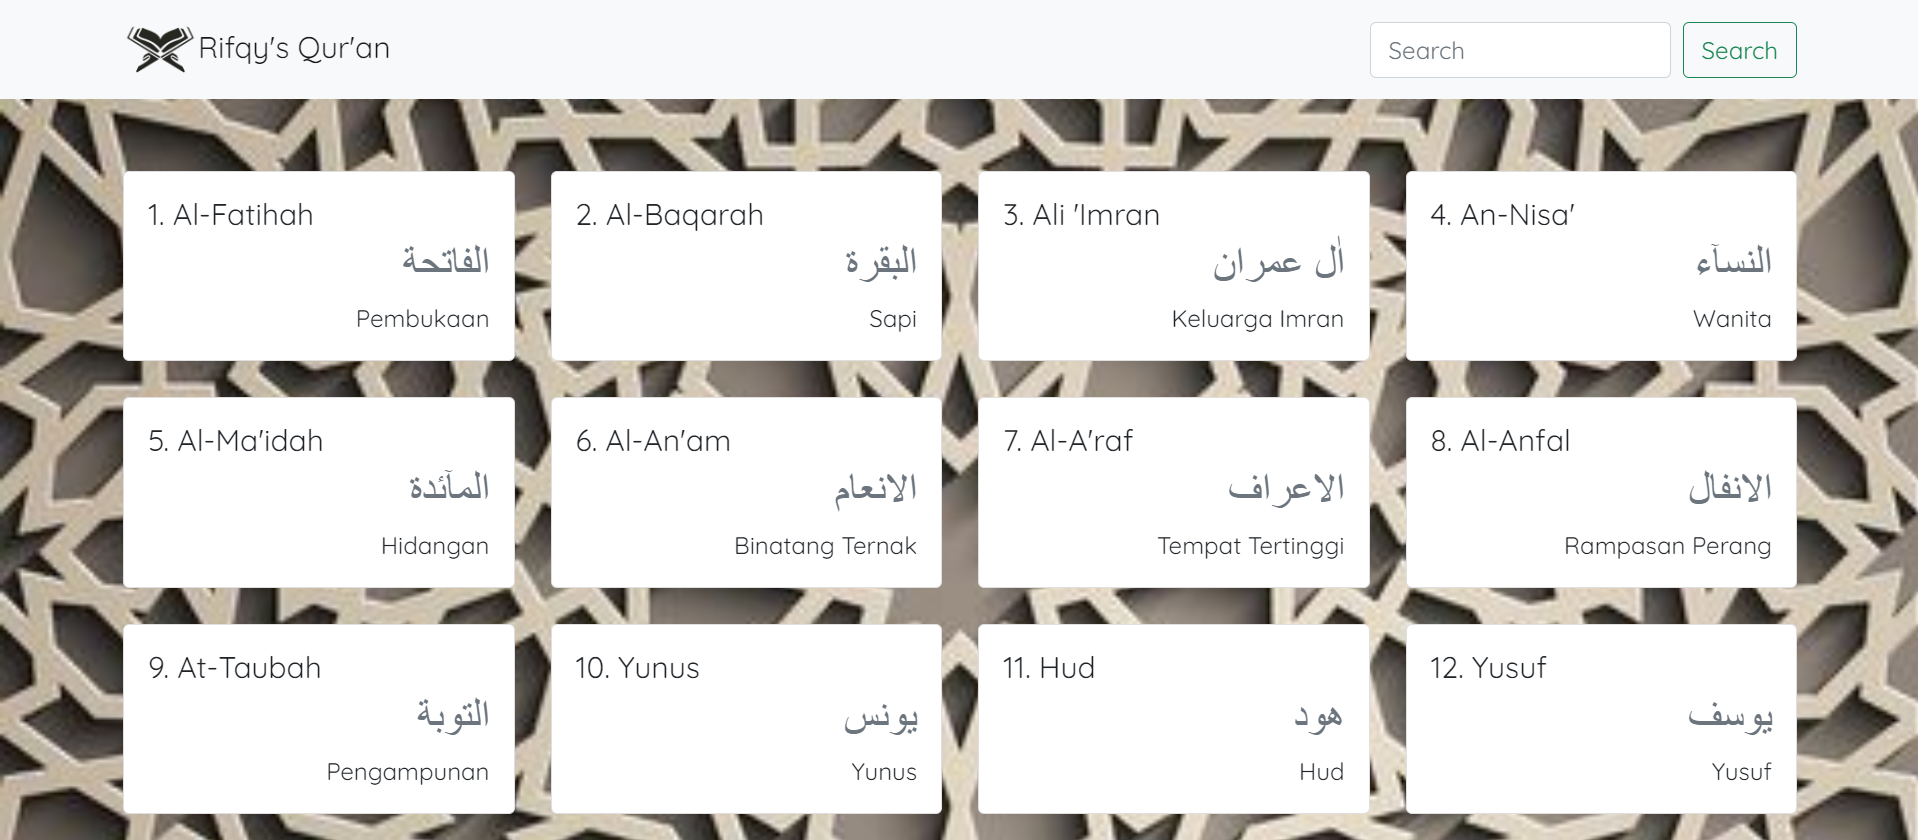 Rifqy's Qur'an
Search
Search
1. Al-Fatihah
الفاتحة
Pembukaan
2. Al-Baqarah
البقرة
Sapi
3. Ali 'Imran
اٰل عمران
Keluarga Imran
4. An-Nisa'
النسآء
Wanita
5. Al-Ma'idah
المآئدة
Hidangan
6. Al-An'am
الانعام
Binatang Ternak
7. Al-A'raf
الاعراف
Tempat Tertinggi
8. Al-Anfal
الانفال
Rampasan Perang
9. At-Taubah
التوبة
Pengampunan
10. Yunus
يونس
Yunus
11. Hud
هود
Hud
12. Yusuf
يوسف
Yusuf